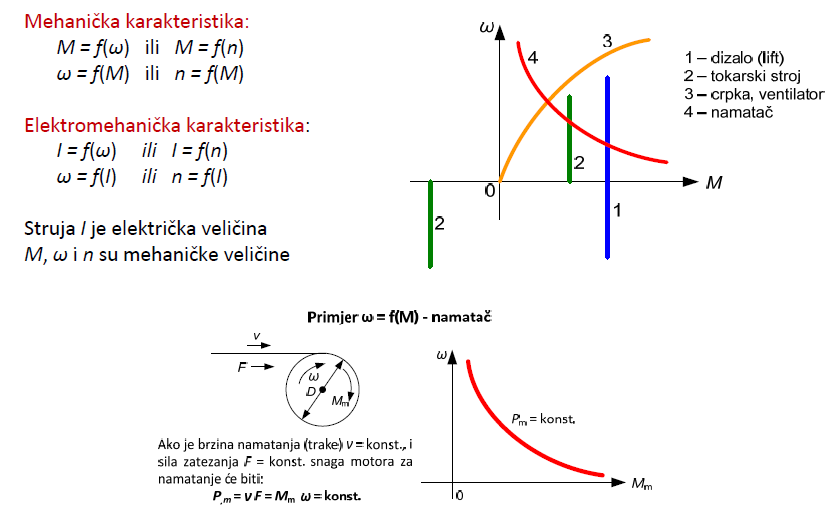 Mehanička karakteristika:
M = f(ω) ili M = f(n)
ω = f(M) ili n = f(M)
Elektromehanička karakteristika:
I = f(ω) ili I = f(n)
ω = f(I) ili n = f(I)
Struja I je električka veličina
M, ω i n su mehaničke veličine
ω
4
3
2
0
M
2
1
1 – dizalo (lift)
2 – tokarski stroj
3 – crpka, ventilator
4 – namatač
Primjer ω = f(M) - namatač
v
F
ω
D
Mm
Ako je brzina namatanja (trake) v = konst., i
sila zatezanja F = konst. snaga motora za
namatanje će biti:
Pm = v F = Mm ω = konst.
ω
Pm = konst.
0
Mm